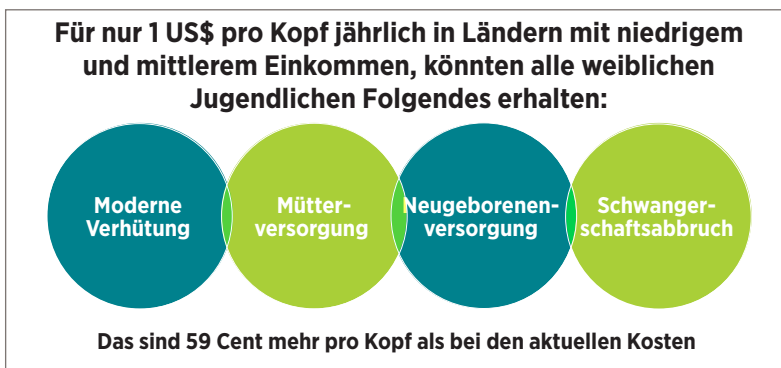 Für nur 1 US$ pro Kopf jährlich in Ländern mit niedrigem
und mittlerem Einkommen, könnten alle weiblichen
Jugendlichen Folgendes erhalten:
Moderne
Verhütung
Mütter-
versorgung
Neugeborenen-
versorgung
Schwanger-
schaftsabbruch
Das sind 59 Cent mehr pro Kopf als bei den aktuellen Kosten